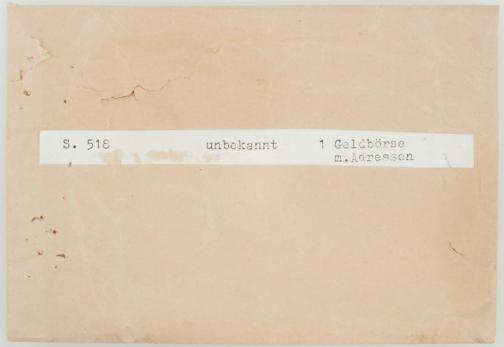 S. 518 unbekannt 1 Geldbörse
m.Adressen